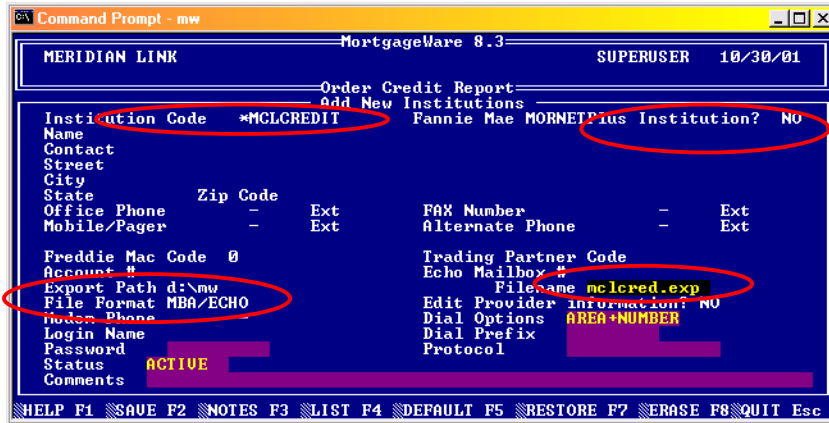 Command Prompt - mw
MortgageWare 8.3
MERIDIAN LINK SUPERUSER 10/30/01
Order Credit Report
Add New Institutions
Institution Code *MCLCREDIT Fannie Mae MORNETPlus Institution? NO
Name
Contact
Street
City
State Zip Code
Office Phone - Ext FAX Number - Ext
Mobile/Pager - Ext Alternate Phone - Ext
Freddie Mac Code 0 Trading Partner Code
Account # Echo Mailbox #
Export Path d:\mw Filename mclcred.exp
File Format MBA/ECHO Edit Provider information? NO
Modem Phone - Dial Options AREA+NUMBER
Login Name Dial Prefix
Password Protocol
Status ACTIVE
Comments
HELP F1 SAVE F2 NOTES F3 LIST F4 DEFAULT F5 RESTORE F7 ERASE F8 QUIT Esc